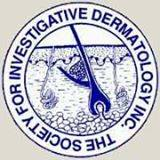 THE SOCIETY FOR INVESTIGATIVE DERMATOLOGY INC.